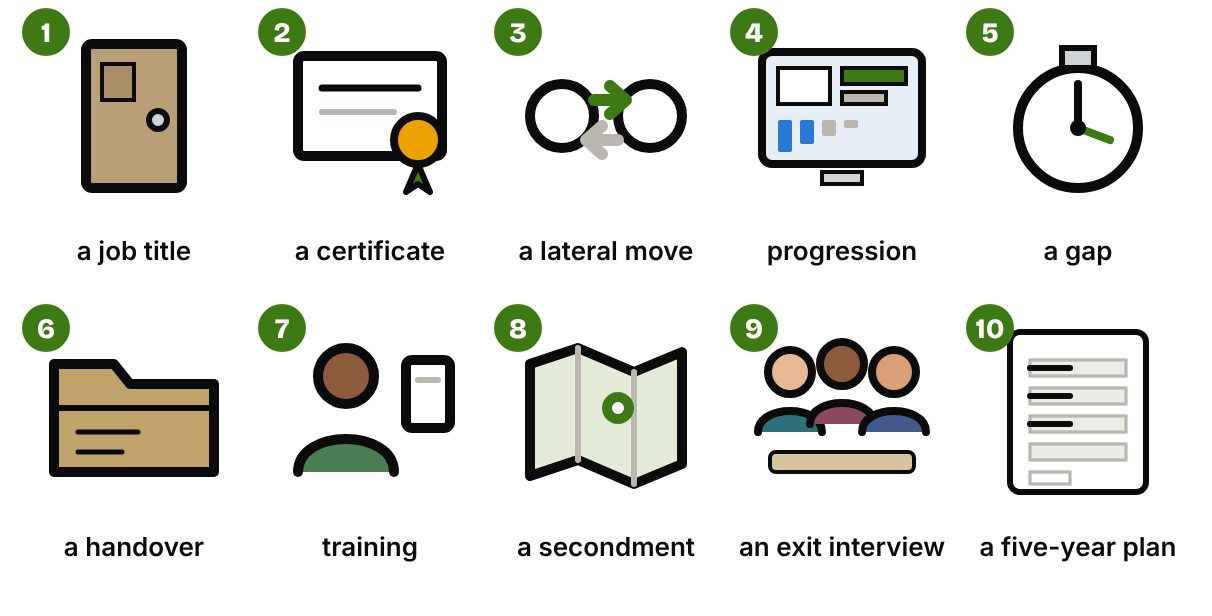 1
2
3
4
5
a job title
a certificate
a lateral move
progression
a gap
6
7
8
9
10
a handover
training
a secondment
an exit interview
a five-year plan